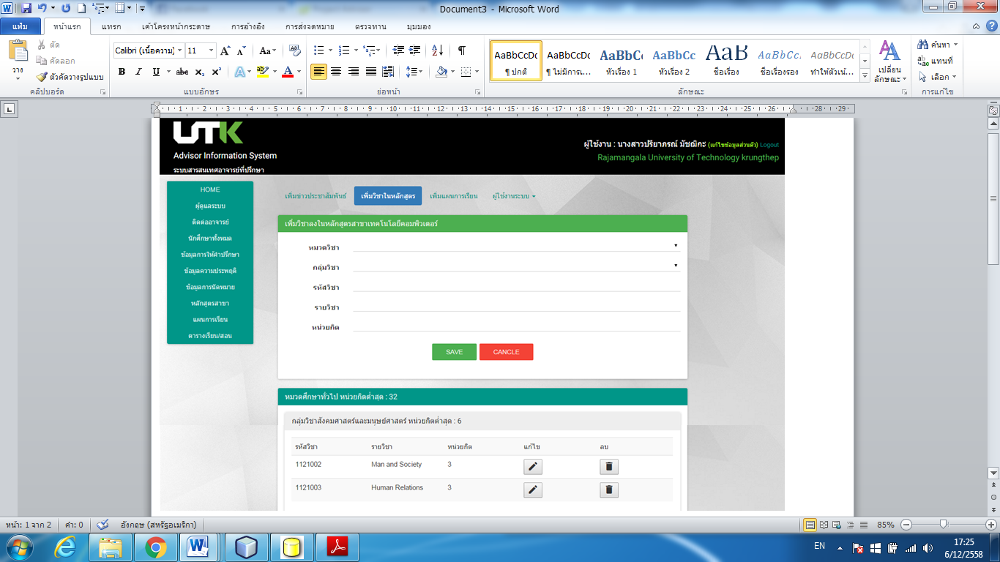 Document3 - Microsoft Word
แฟ้ม หน้าแรก แทรก เค้าโครงหน้ากระดาษ การอ้างอิง การส่งจดหมาย ตรวจทาน มุมมอง
วาง
ตัด
คัดลอก
ตัวคัดวางรูปแบบ
คลิปบอร์ด
Calibri (เนื้อความ) 11
แบบอักษร
ย่อหน้า
AaBbCcDc AaBbCcDc AaBbC AaBbCc AaB AaBbCc AaBbCcDc
¶ ปกติ ¶ ไม่มีการเ... หัวเรื่อง 1 หัวเรื่อง 2 ชื่อเรื่อง ชื่อเรื่องรอง ทำให้ตัวเน้...
ลักษณะ
เปลี่ยน
ลักษณะ
ค้นหา
แทนที่
เลือก
การแก้ไข
1 2 3 4 5 6 7 8 9 10 11 12 13 14 15 16 17 18 19 20 21 22 23 24 25 26 28 29
UTK
Advisor Information System
ระบบสารสนเทศอาจารย์ที่ปรึกษา
ผู้ใช้งาน : นางสาวปริยาภรณ์ มัชฌิกะ (แก้ไขข้อมูลส่วนตัว) Logout
Rajamangala University of Technology krungthep
HOME
ผู้ดูแลระบบ
ติดต่ออาจารย์
นักศึกษาทั้งหมด
ข้อมูลการให้คำปรึกษา
ข้อมูลความประพฤติ
ข้อมูลการนัดหมาย
หลักสูตรสาขา
แผนการเรียน
ตารางเรียน/สอน
เพิ่มข่าวประชาสัมพันธ์ เพิ่มวิชาในหลักสูตร เพิ่มแผนการเรียน ผู้ใช้งานระบบ
เพิ่มวิชาลงในหลักสูตรสาขาเทคโนโลยีคอมพิวเตอร์
หมวดวิชา
กลุ่มวิชา
รหัสวิชา
รายวิชา
หน่วยกิต
SAVE CANCLE
หมวดศึกษาทั่วไป หน่วยกิตต่ำสุด : 32
กลุ่มวิชาสังคมศาสตร์และมนุษย์ศาสตร์ หน่วยกิตต่ำสุด : 6
รหัสวิชา รายวิชา หน่วยกิต แก้ไข ลบ
1121002 Man and Society 3
1121003 Human Relations 3
หน้า: 1 จาก 2 คำ: 0 อังกฤษ (สหรัฐอเมริกา) 85%
EN
17:25
6/12/2558